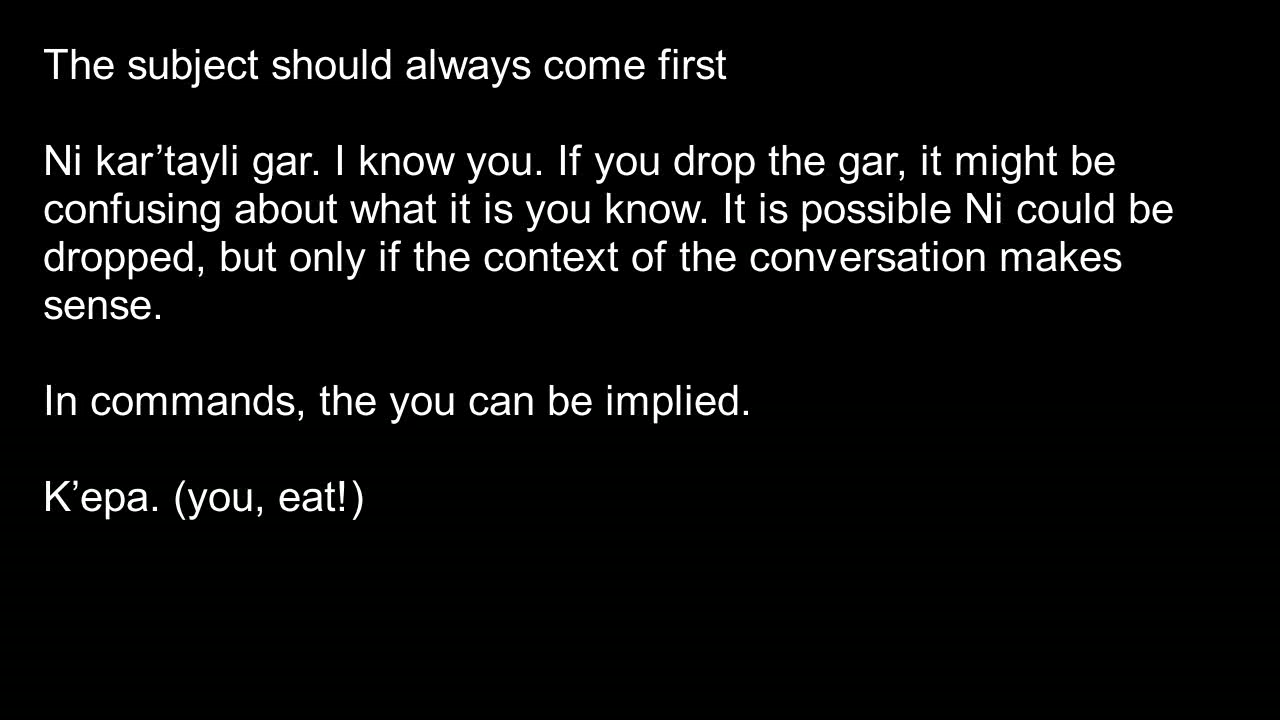 The subject should always come first
Ni kar’tayli gar. I know you. If you drop the gar, it might be
confusing about what it is you know. It is possible Ni could be
dropped, but only if the context of the conversation makes
sense.
In commands, the you can be implied.
K’epa. (you, eat!)